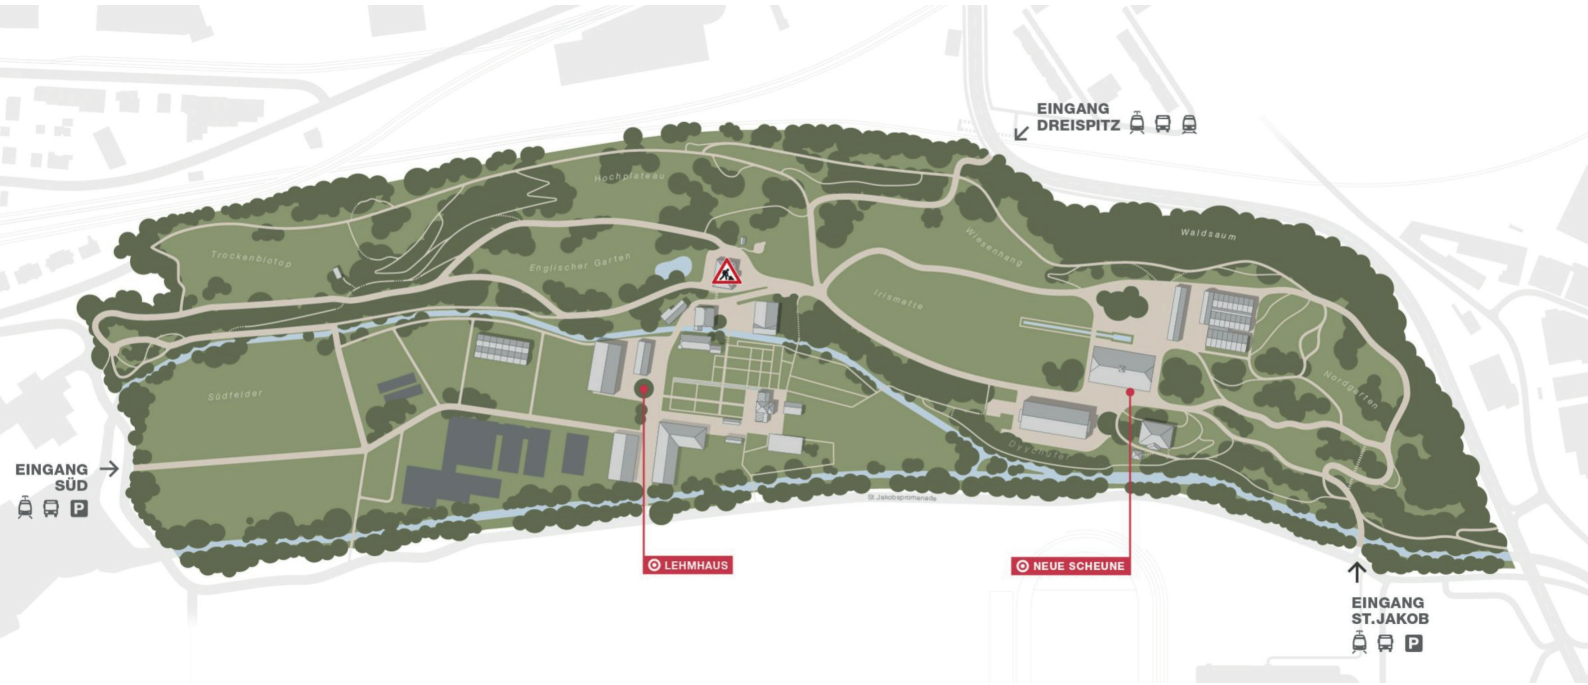 EINGANG
DREISPITZ
Hochplateau
Waldsaum
Wiesenhang
Trockenbiotop
Englischer Garten
Irismatte
Nordgarten
Südfelder
EINGANG
SÜD
P
St.Jakobspromenade
LEHMHAUS
NEUE SCHEUNE
EINGANG
ST.JAKOB
P